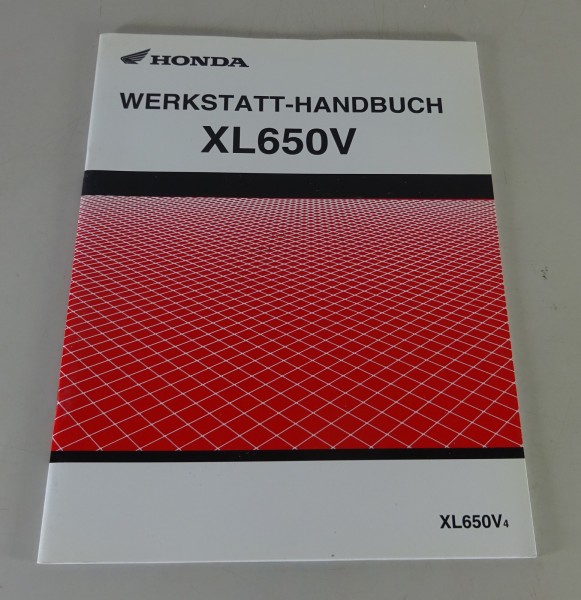 HONDA
WERKSTATT-HANDBUCH
XL650V
XL650V4